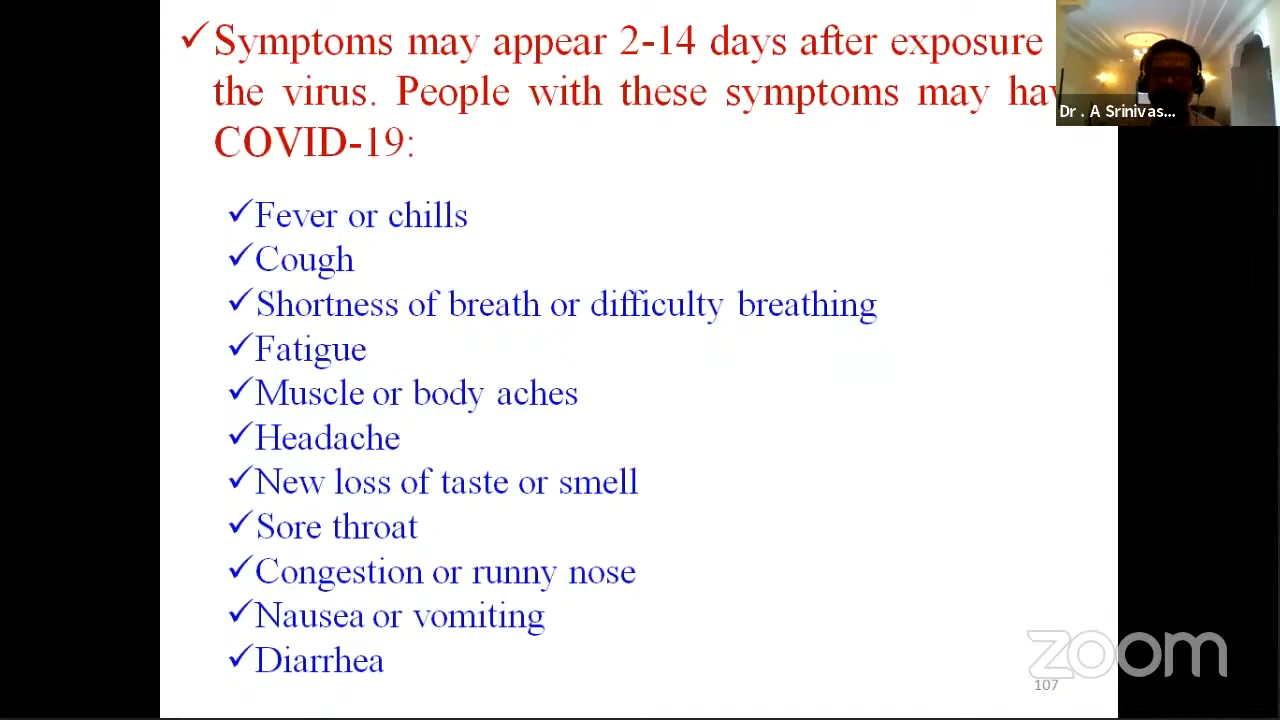 ✓Symptoms may appear 2-14 days after exposure
the virus. People with these symptoms may hav
COVID-19:
✓Fever or chills
✓Cough
✓Shortness of breath or difficulty breathing
✓Fatigue
✓Muscle or body aches
✓Headache
✓New loss of taste or smell
✓Sore throat
✓Congestion or runny nose
✓Nausea or vomiting
✓Diarrhea
Dr . A Srinivas...
zoom
107